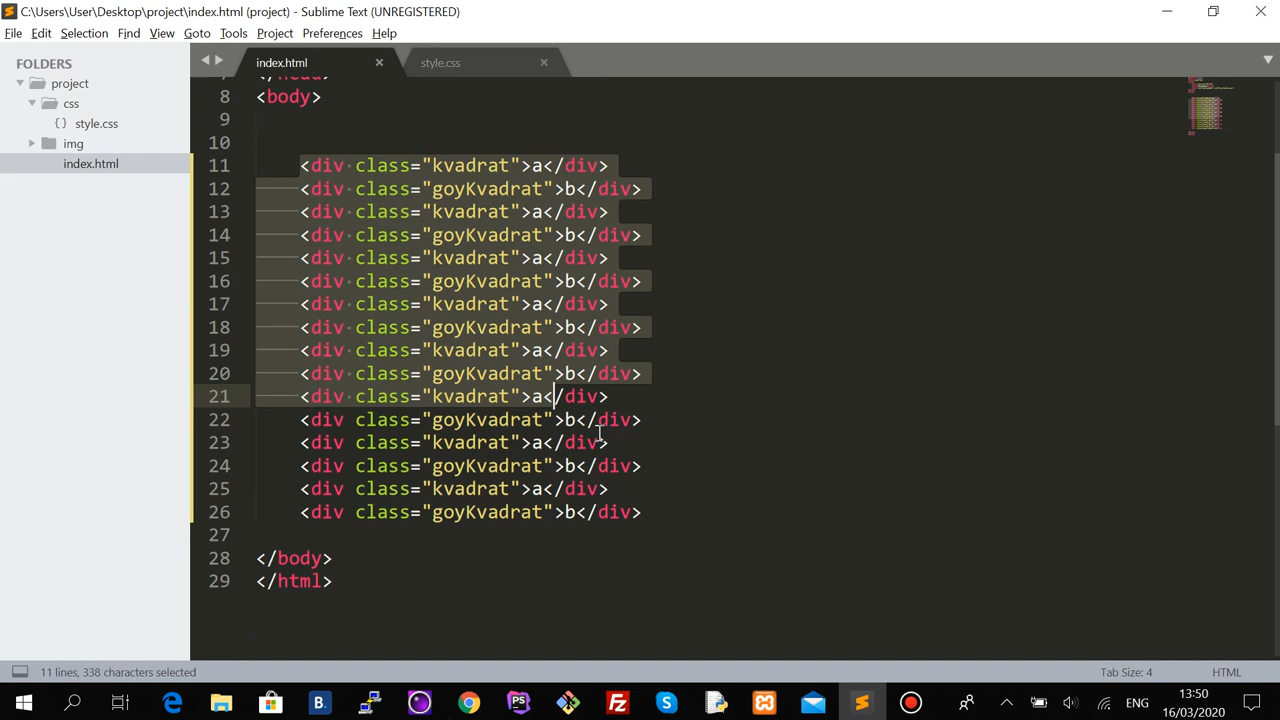 C:\Users\User\Desktop\project\index.html (project) - Sublime Text (UNREGISTERED)
File Edit Selection Find View Goto Tools Project Preferences Help
FOLDERS
project
css
style.css
img
index.html
index.html
style.css
</head>
8 <body>
9
10
11 <div class="kvadrat">a</div>
12 <div class="goyKvadrat">b</div>
13 <div class="kvadrat">a</div>
14 <div class="goyKvadrat">b</div>
15 <div class="kvadrat">a</div>
16 <div class="goyKvadrat">b</div>
17 <div class="kvadrat">a</div>
18 <div class="goyKvadrat">b</div>
19 <div class="kvadrat">a</div>
20 <div class="goyKvadrat">b</div>
21 <div class="kvadrat">a</div>
22 <div class="goyKvadrat">b</div>
23 <div class="kvadrat">a</div>
24 <div class="goyKvadrat">b</div>
25 <div class="kvadrat">a</div>
26 <div class="goyKvadrat">b</div>
27
28 </body>
29 </html>
11 lines, 338 characters selected
Tab Size: 4
HTML
ENG
13:50
16/03/2020